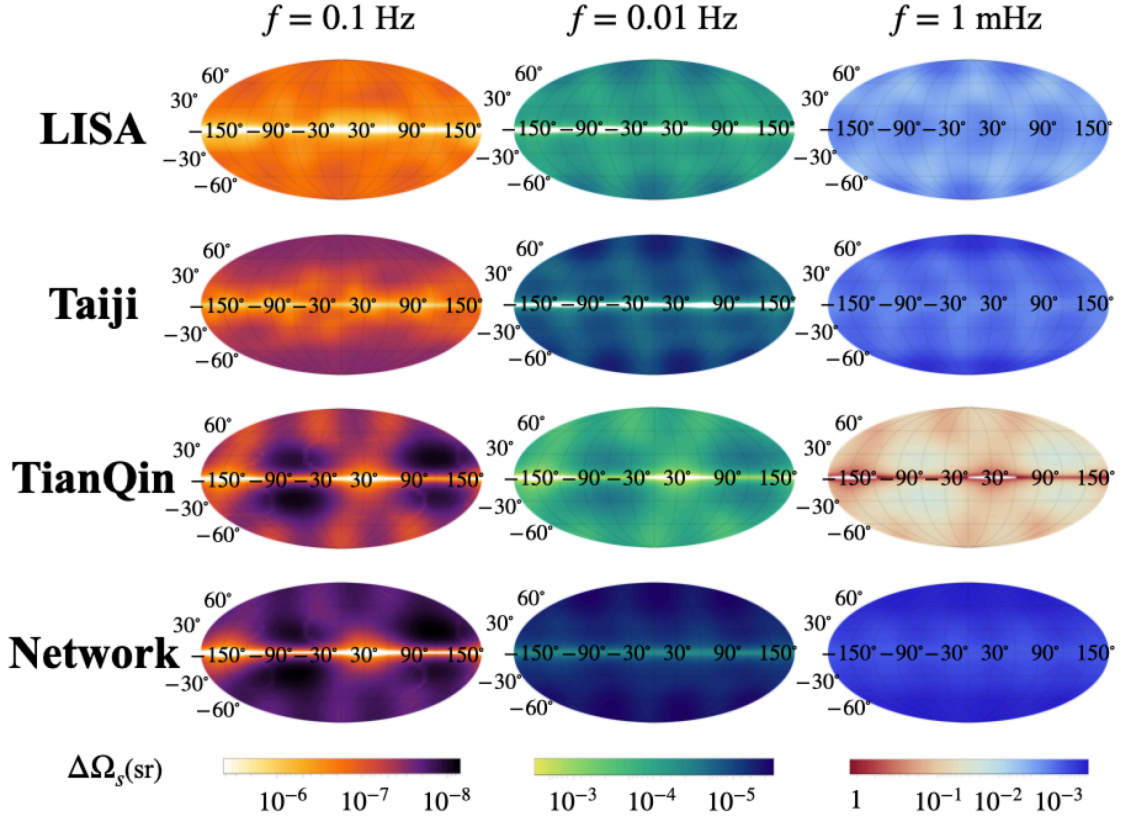 f = 0.1 Hz f = 0.01 Hz f = 1 mHz
60° 60° 60°
30° 30° 30°
LISA −150° −90° −30° 30° 90° 150° −150° −90° −30° 30° 90° 150° −150° −90° −30° 30° 90° 150°
−30° −30° −30°
−60° −60° −60°
60° 60° 60°
30° 30° 30°
Taiji −150° −90° −30° 30° 90° 150° −150° −90° −30° 30° 90° 150° −150° −90° −30° 30° 90° 150°
−30° −30° −30°
−60° −60° −60°
60° 60° 60°
30° 30° 30°
TianQin −150° −90° −30° 30° 90° 150° −150° −90° −30° 30° 90° 150° −150° −90° −30° 30° 90° 150°
−30° −30° −30°
−60° −60° −60°
60° 60° 60°
30° 30° 30°
Network −150° −90° −30° 30° 90° 150° −150° −90° −30° 30° 90° 150° −150° −90° −30° 30° 90° 150°
−30° −30° −30°
−60° −60° −60°
ΔΩₛ(sr)
10⁻⁶ 10⁻⁷ 10⁻⁸ 10⁻³ 10⁻⁴ 10⁻⁵ 1 10⁻¹ 10⁻² 10⁻³